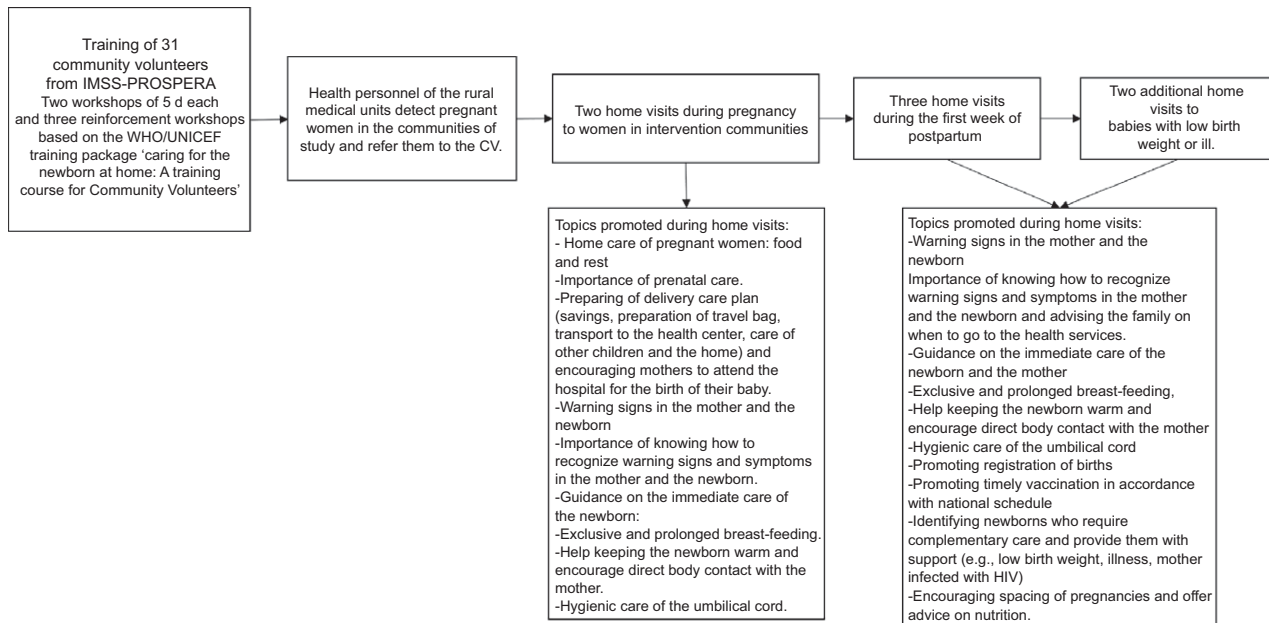 Training of 31
community volunteers
from IMSS-PROSPERA
Two workshops of 5 d each
and three reinforcement workshops
based on the WHO/UNICEF
training package ‘caring for the
newborn at home: A training
course for Community Volunteers’
Health personnel of the rural
medical units detect pregnant
women in the communities of
study and refer them to the CV.
Two home visits during pregnancy
to women in intervention communities
Three home visits
during the first week of
postpartum
Two additional home
visits to
babies with low birth
weight or ill.
Topics promoted during home visits:
- Home care of pregnant women: food
and rest
-Importance of prenatal care.
-Preparing of delivery care plan
(savings, preparation of travel bag,
transport to the health center, care of
other children and the home) and
encouraging mothers to attend the
hospital for the birth of their baby.
-Warning signs in the mother and the
newborn
-Importance of knowing how to
recognize warning signs and symptoms
in the mother and the newborn.
-Guidance on the immediate care of
the newborn:
-Exclusive and prolonged breast-feeding.
-Help keeping the newborn warm and
encourage direct body contact with the
mother.
-Hygienic care of the umbilical cord.
Topics promoted during home visits:
-Warning signs in the mother and the
newborn
Importance of knowing how to recognize
warning signs and symptoms in the mother
and the newborn and advising the family on
when to go to the health services.
-Guidance on the immediate care of the
newborn and the mother
-Exclusive and prolonged breast-feeding,
-Help keeping the newborn warm and
encourage direct body contact with the mother
-Hygienic care of the umbilical cord
-Promoting registration of births
-Promoting timely vaccination in accordance
with national schedule
-Identifying newborns who require
complementary care and provide them with
support (e.g., low birth weight, illness, mother
infected with HIV)
-Encouraging spacing of pregnancies and offer
advice on nutrition.